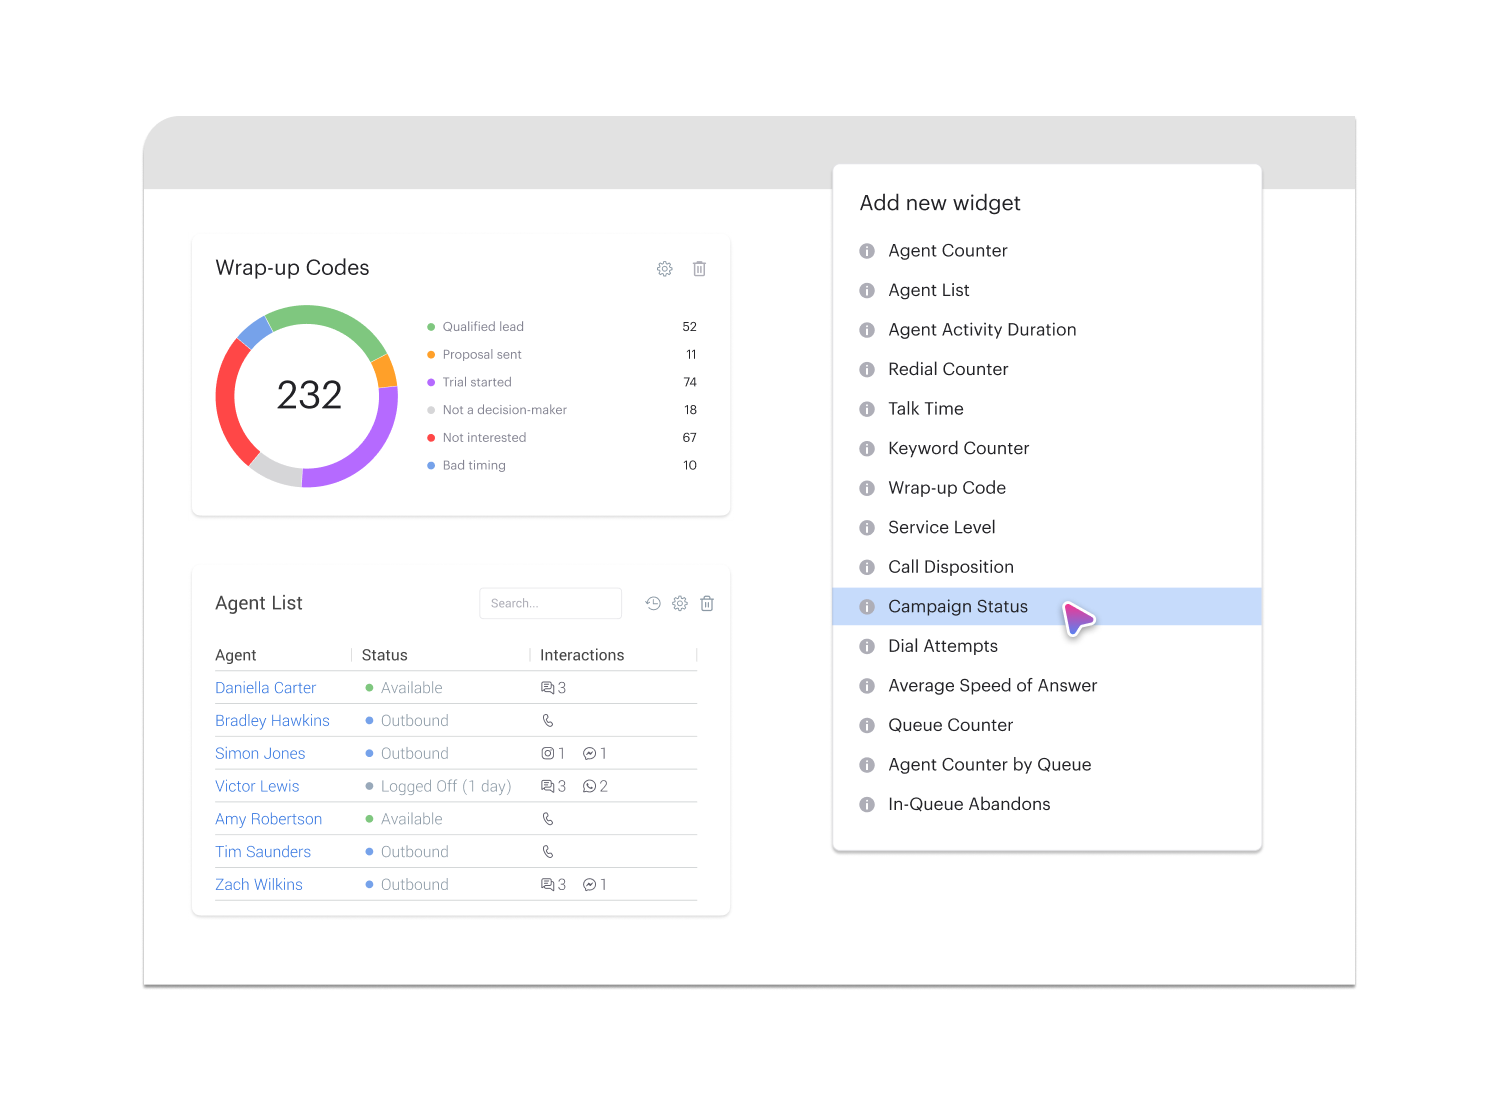 Wrap-up Codes
232
Qualified lead 52
Proposal sent 11
Trial started 74
Not a decision-maker 18
Not interested 67
Bad timing 10
Agent List
Search...
Agent Status Interactions
Daniella Carter Available 3
Bradley Hawkins Outbound
Simon Jones Outbound 1 1
Victor Lewis Logged Off (1 day) 3 2
Amy Robertson Available
Tim Saunders Outbound
Zach Wilkins Outbound 3 1
Add new widget
Agent Counter
Agent List
Agent Activity Duration
Redial Counter
Talk Time
Keyword Counter
Wrap-up Code
Service Level
Call Disposition
Campaign Status
Dial Attempts
Average Speed of Answer
Queue Counter
Agent Counter by Queue
In-Queue Abandons